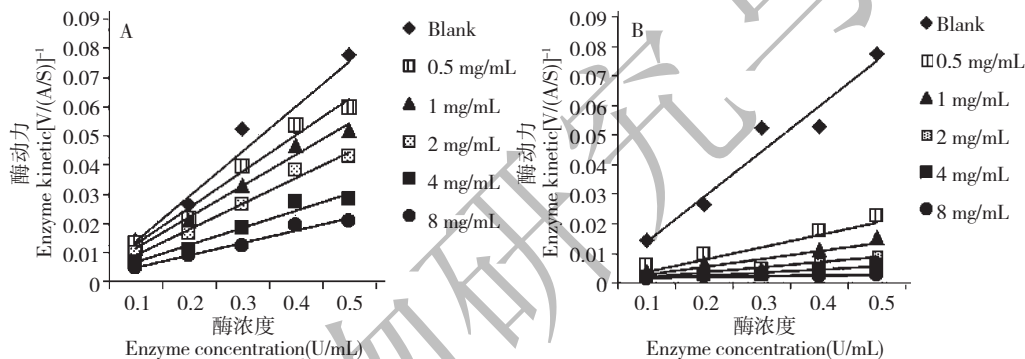 A
0.09
0.08
0.07
0.06
0.05
0.04
0.03
0.02
0.01
0
0.1 0.2 0.3 0.4 0.5
酶动力
Enzyme kinetic[V/(A/S)]⁻¹
酶浓度
Enzyme concentration(U/mL)
Blank
0.5 mg/mL
1 mg/mL
2 mg/mL
4 mg/mL
8 mg/mL
B
0.09
0.08
0.07
0.06
0.05
0.04
0.03
0.02
0.01
0
0.1 0.2 0.3 0.4 0.5
酶动力
Enzyme kinetic[V/(A/S)]⁻¹
酶浓度
Enzyme concentration(U/mL)
Blank
0.5 mg/mL
1 mg/mL
2 mg/mL
4 mg/mL
8 mg/mL
物研究